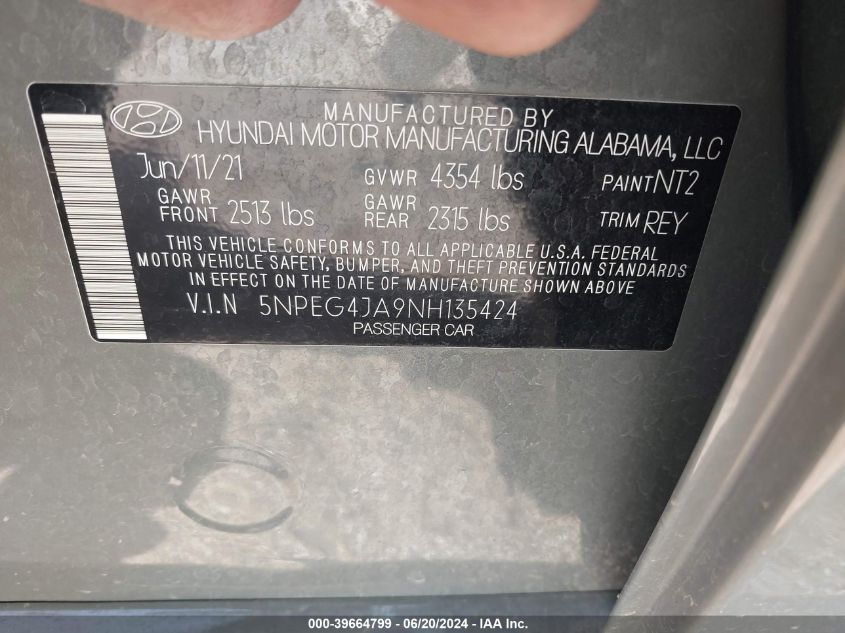 MANUFACTURED BY
HYUNDAI MOTOR MANUFACTURING ALABAMA, LLC
Jun/11/21 GVWR 4354 lbs PAINT NT2
GAWR FRONT 2513 lbs GAWR REAR 2315 lbs TRIM REY
THIS VEHICLE CONFORMS TO ALL APPLICABLE U.S.A. FEDERAL
MOTOR VEHICLE SAFETY, BUMPER, AND THEFT PREVENTION STANDARDS
IN EFFECT ON THE DATE OF MANUFACTURE SHOWN ABOVE
V.I.N 5NPEG4JA9NH135424
PASSENGER CAR
000-39664799 - 06/20/2024 - IAA Inc.